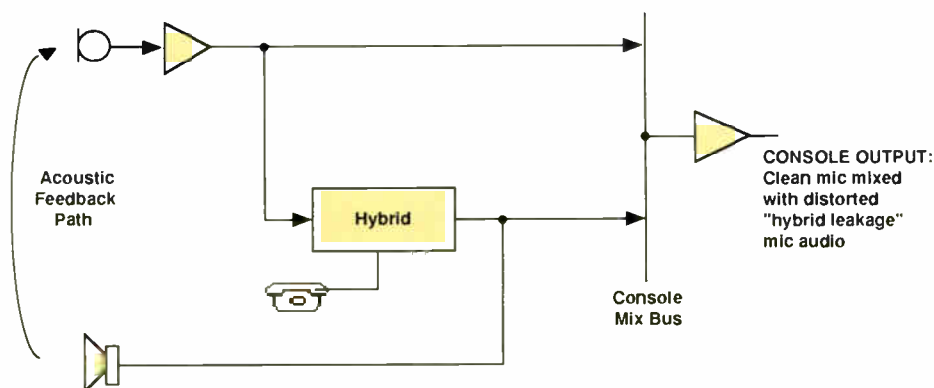 Acoustic
Feedback
Path
Hybrid
Console
Mix Bus
CONSOLE OUTPUT:
Clean mic mixed
with distorted
"hybrid leakage"
mic audio